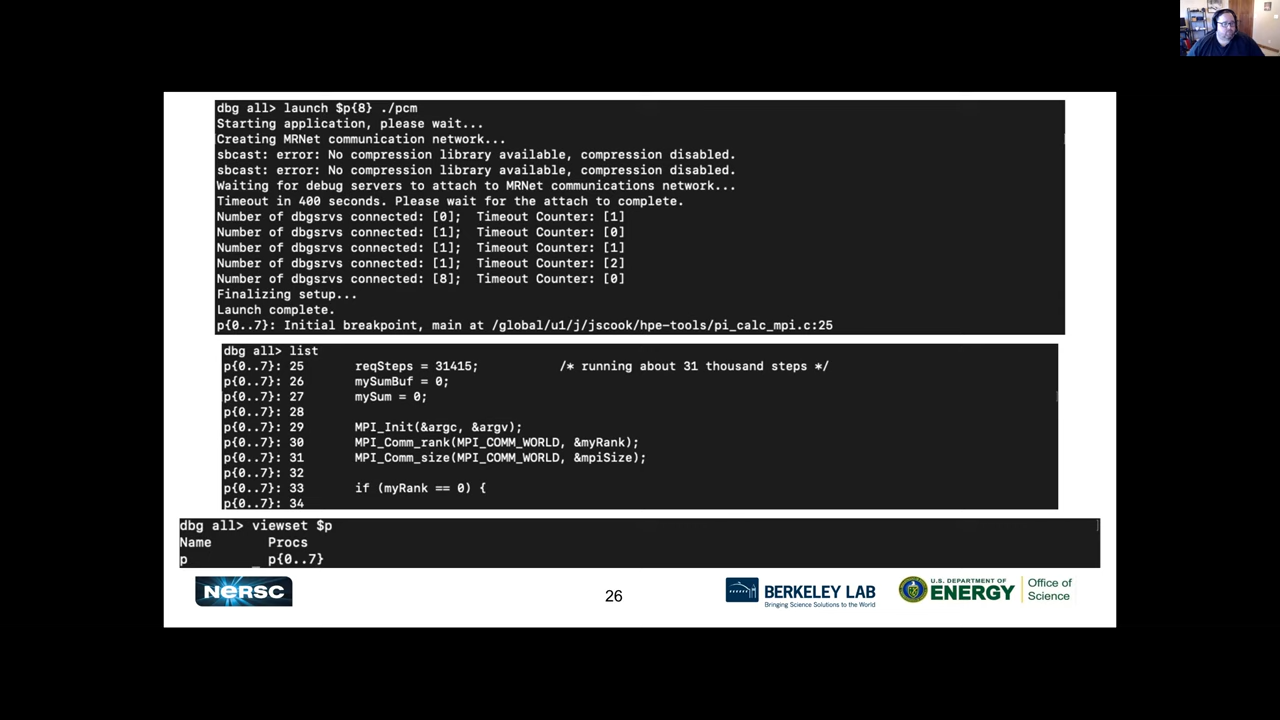 dbg all> launch $p{8} ./pcm
Starting application, please wait...
Creating MRNet communication network...
sbcast: error: No compression library available, compression disabled.
sbcast: error: No compression library available, compression disabled.
Waiting for debug servers to attach to MRNet communications network...
Timeout in 400 seconds. Please wait for the attach to complete.
Number of dbgsrvs connected: [0];  Timeout Counter: [1]
Number of dbgsrvs connected: [1];  Timeout Counter: [0]
Number of dbgsrvs connected: [1];  Timeout Counter: [1]
Number of dbgsrvs connected: [1];  Timeout Counter: [2]
Number of dbgsrvs connected: [8];  Timeout Counter: [0]
Finalizing setup...
Launch complete.
p{0..7}: Initial breakpoint, main at /global/u1/j/jscook/hpe-tools/pi_calc_mpi.c:25
dbg all> list
p{0..7}: 25 reqSteps = 31415; /* running about 31 thousand steps */
p{0..7}: 26 mySumBuf = 0;
p{0..7}: 27 mySum = 0;
p{0..7}: 28
p{0..7}: 29 MPI_Init(&argc, &argv);
p{0..7}: 30 MPI_Comm_rank(MPI_COMM_WORLD, &myRank);
p{0..7}: 31 MPI_Comm_size(MPI_COMM_WORLD, &mpiSize);
p{0..7}: 32
p{0..7}: 33 if (myRank == 0) {
p{0..7}: 34
dbg all> viewset $p
Name Procs
p p{0..7}
NERSC
26
BERKELEY LAB
Bringing Science Solutions to the World
U.S. DEPARTMENT OF
ENERGY
Office of
Science